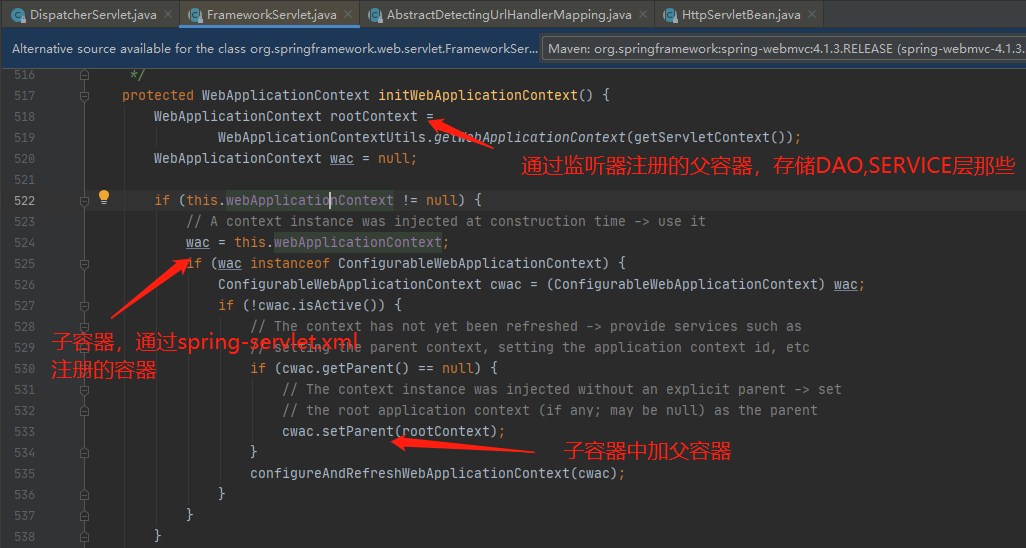 DispatcherServlet.java
FrameworkServlet.java
AbstractDetectingUrlHandlerMapping.java
HttpServletBean.java
Alternative source available for the class org.springframework.web.servlet.FrameworkSer...
Maven: org.springframework:spring-webmvc:4.1.3.RELEASE (spring-webmvc-4.1.3.
516 */
517 protected WebApplicationContext initWebApplicationContext() {
518 WebApplicationContext rootContext =
519 WebApplicationContextUtils.getWebApplicationContext(getServletContext());
520 WebApplicationContext wac = null;
通过监听器注册的父容器，存储DAO,SERVICE层那些
521
522 if (this.webApplicationContext != null) {
523 // A context instance was injected at construction time -> use it
524 wac = this.webApplicationContext;
525 if (wac instanceof ConfigurableWebApplicationContext) {
526 ConfigurableWebApplicationContext cwac = (ConfigurableWebApplicationContext) wac;
527 if (!cwac.isActive()) {
528 // The context has not yet been refreshed -> provide services such as
子容器，通过spring-servlet.xml
529 // setting the parent context, setting the application context id, etc
注册的容器
530 if (cwac.getParent() == null) {
531 // The context instance was injected without an explicit parent -> set
532 // the root application context (if any; may be null) as the parent
533 cwac.setParent(rootContext);
子容器中加父容器
534 }
535 configureAndRefreshWebApplicationContext(cwac);
536 }
537 }
538 }